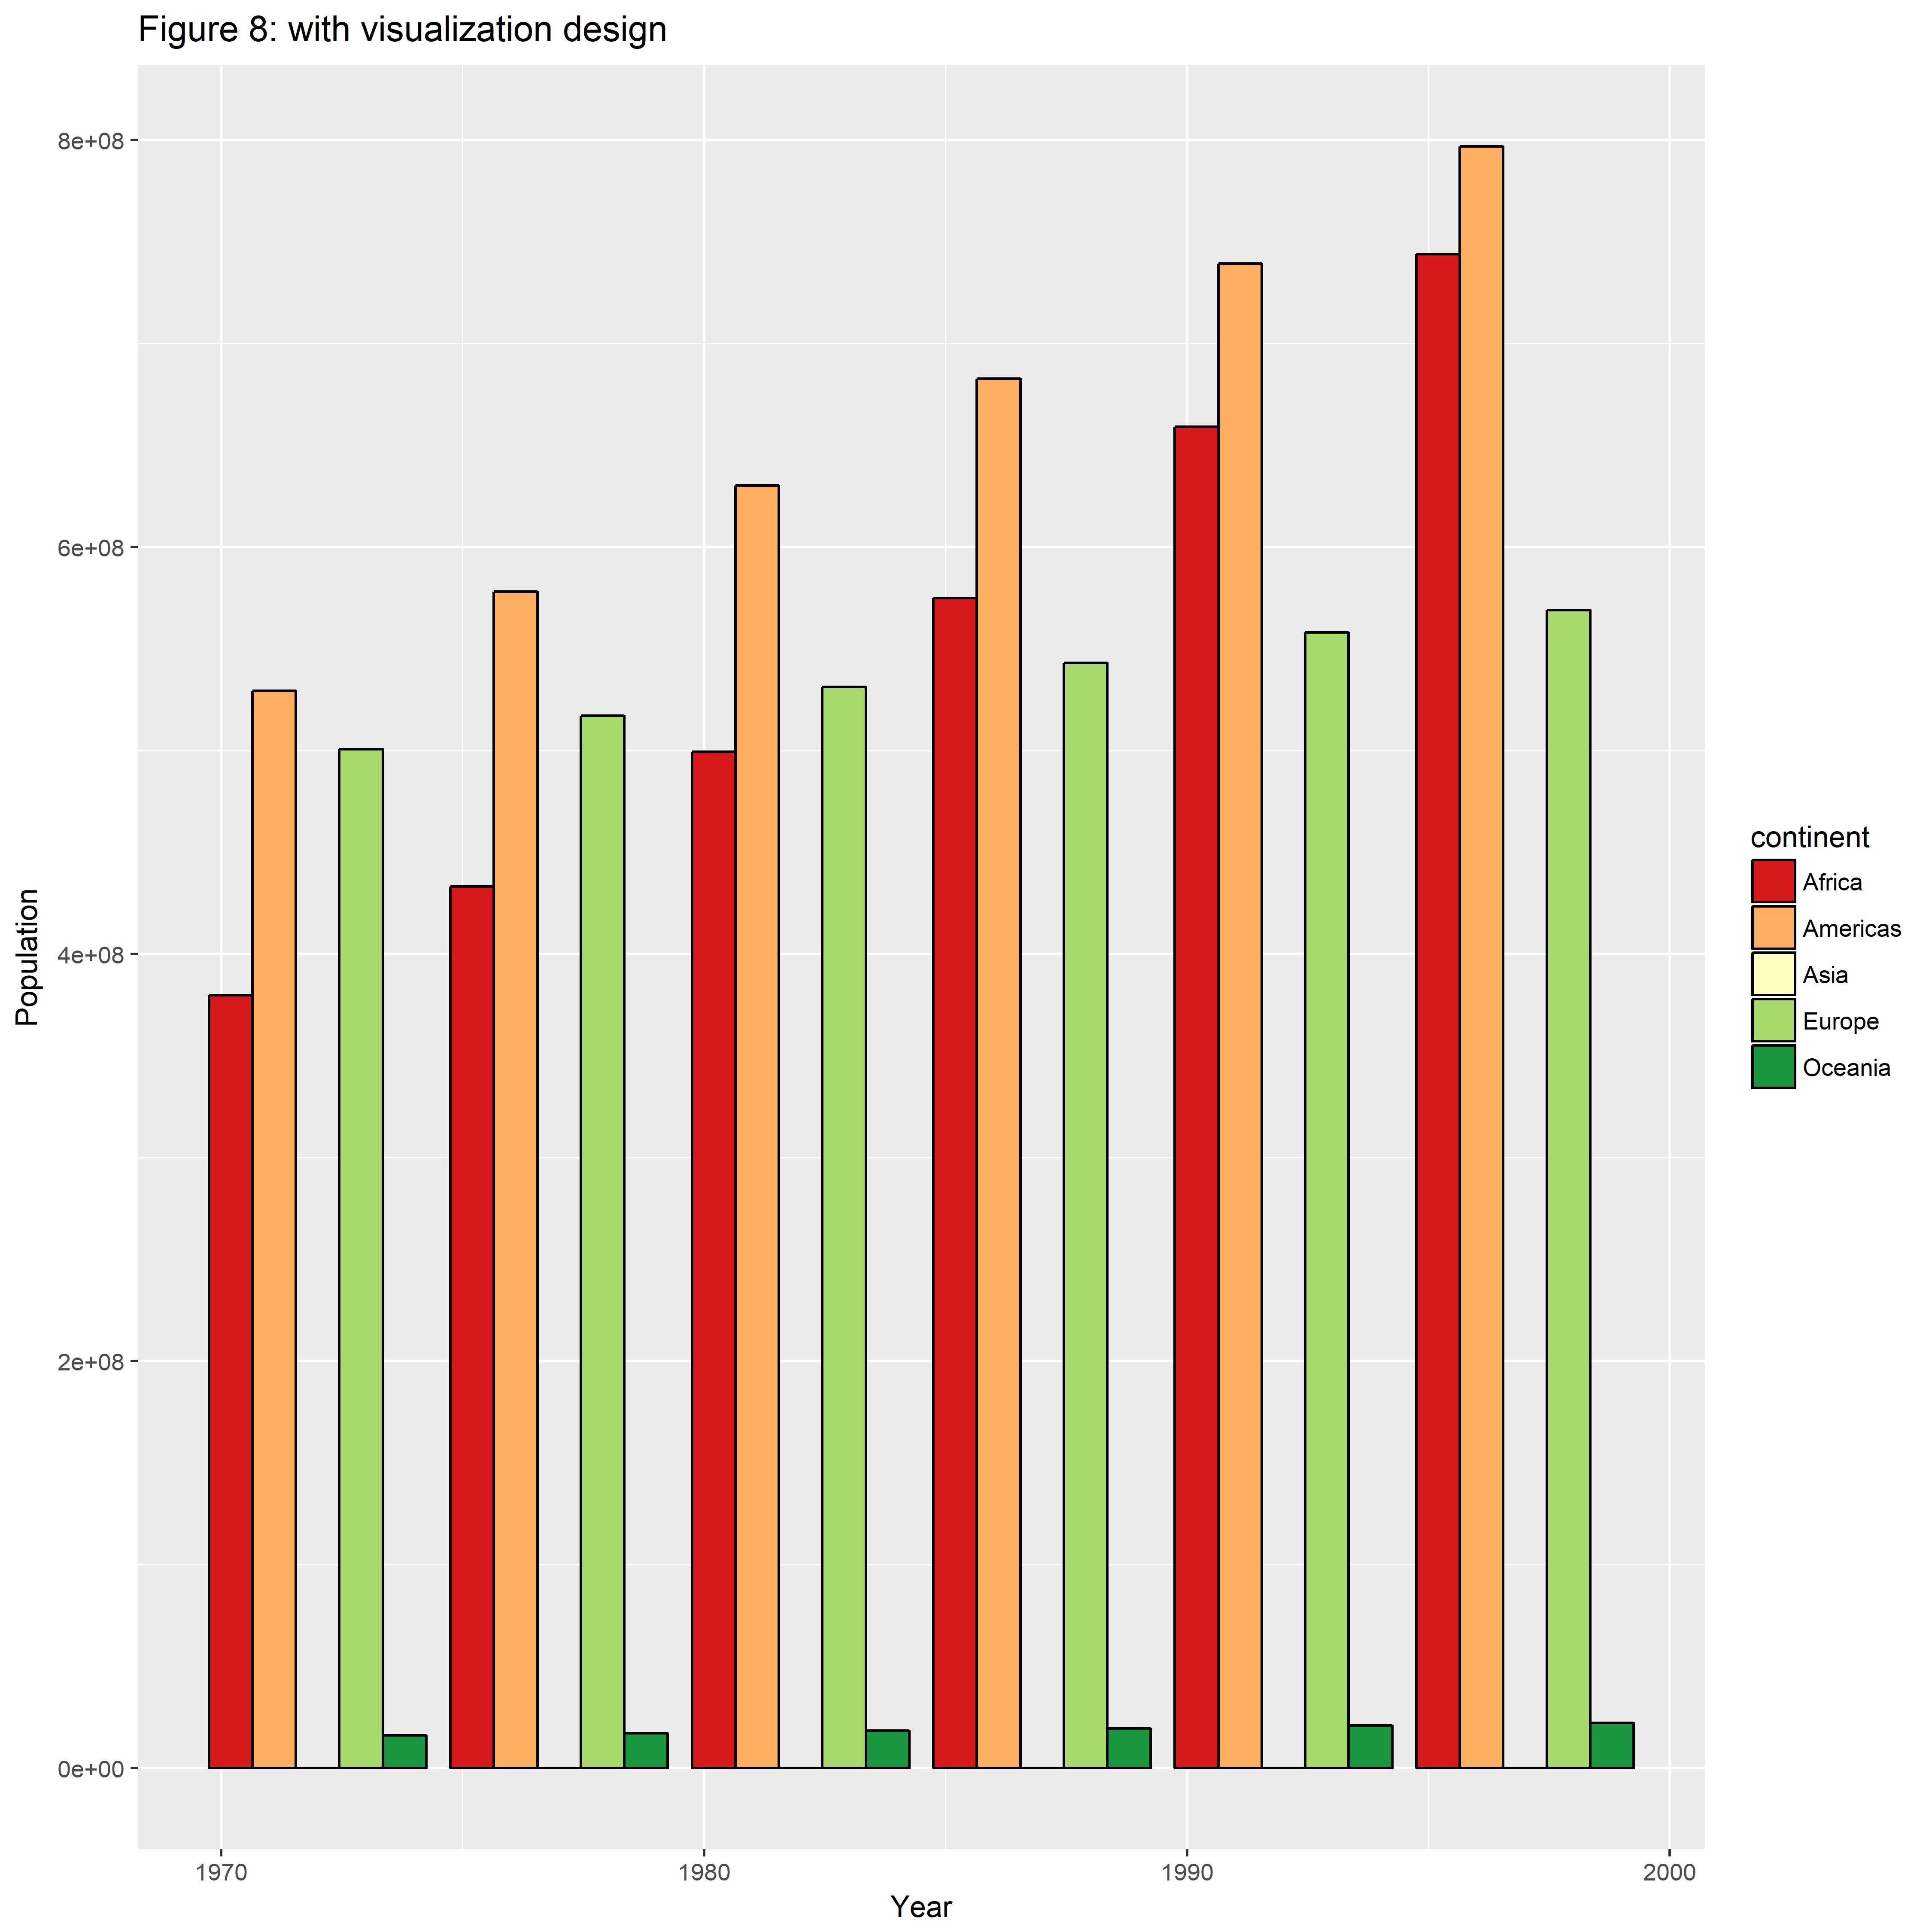 Figure 8: with visualization design
8e+08
6e+08
4e+08
2e+08
0e+00
Population
1970
1980
1990
2000
Year
continent
Africa
Americas
Asia
Europe
Oceania